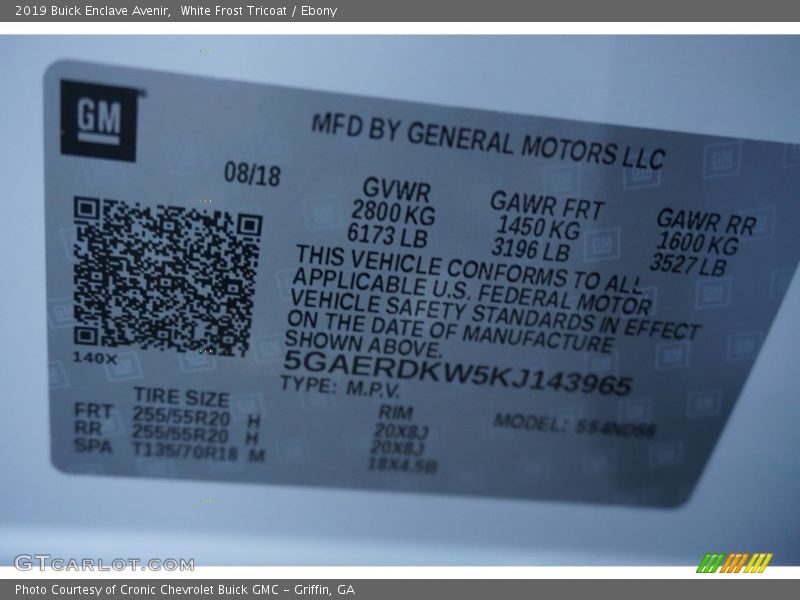 2019 Buick Enclave Avenir,  White Frost Tricoat / Ebony
GM
MFD BY GENERAL MOTORS LLC
08/18
GVWR
2800 KG
6173 LB
GAWR FRT
1450 KG
3196 LB
GAWR RR
1600 KG
3527 LB
THIS VEHICLE CONFORMS TO ALL
APPLICABLE U.S. FEDERAL MOTOR
VEHICLE SAFETY STANDARDS IN EFFECT
ON THE DATE OF MANUFACTURE
SHOWN ABOVE.
140X
5GAERDKW5KJ143965
TYPE: M.P.V.
MODEL:
TIRE SIZE
RIM
FRT 255/55R20 H 20X8J
RR 255/55R20 H 20X8J
SPA T135/70R18 M 18X4.5B
GTCARLOT.COM
Photo Courtesy of Cronic Chevrolet Buick GMC – Griffin, GA